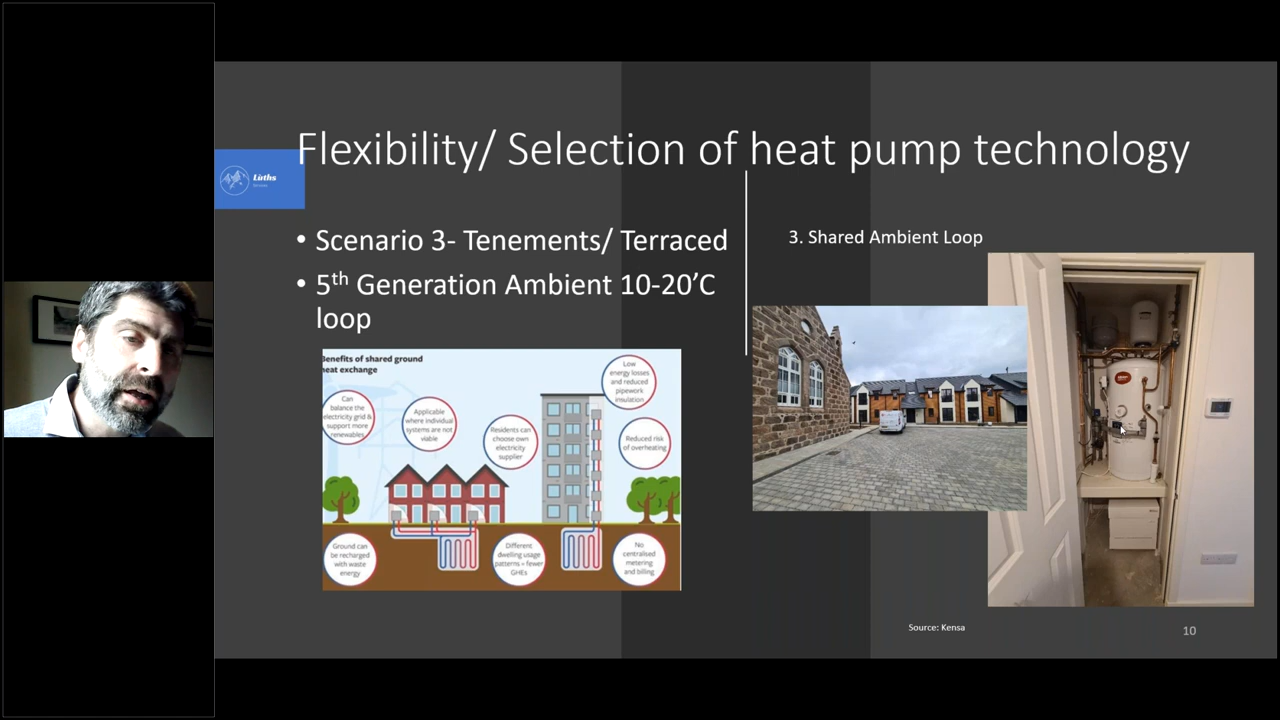 Flexibility/ Selection of heat pump technology
Lùths
Services
• Scenario 3- Tenements/ Terraced
• 5th Generation Ambient 10-20’C
loop
3. Shared Ambient Loop
Benefits of shared ground
heat exchange
Can
balance the
electricity grid &
support more
renewables
Applicable
where individual
systems are not
viable
Residents can
choose own
electricity
supplier
Low
energy losses
and reduced
pipework
insulation
Reduced risk
of overheating
Ground can
be recharged
with waste
energy
Different
dwelling usage
patterns = fewer
GHEs
No
centralised
metering
and billing
Source: Kensa
10